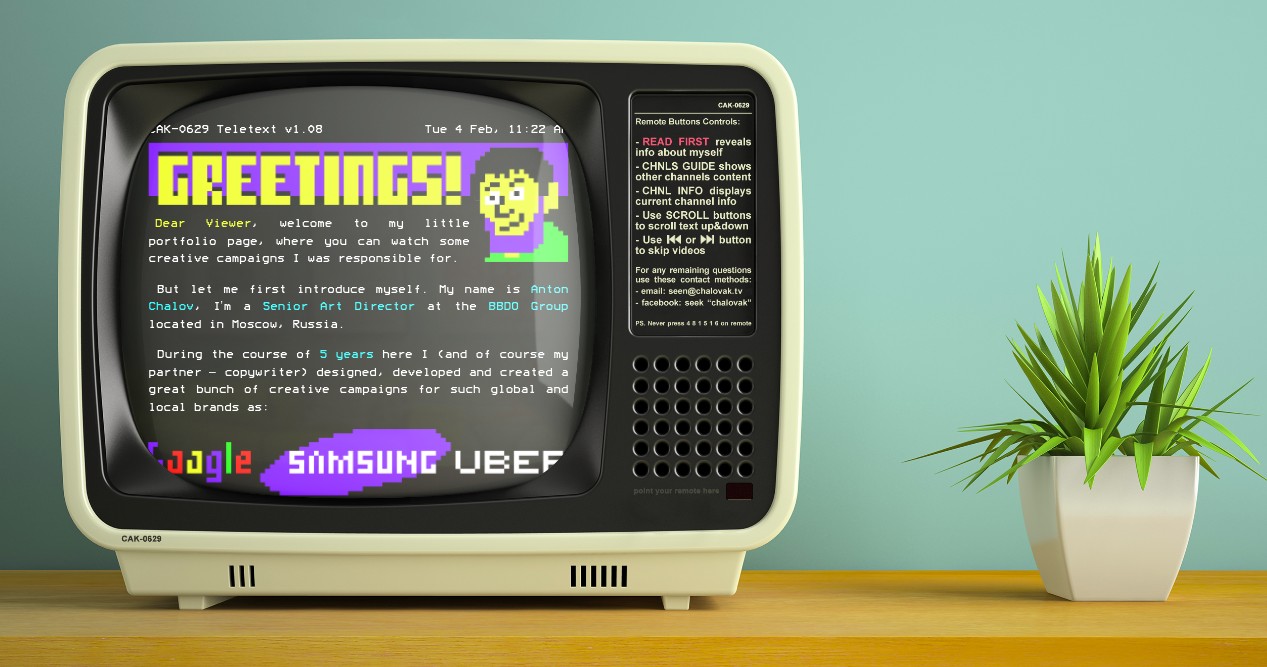 CAK-0629 Teletext v1.08
Tue 4 Feb, 11:22 A
GREETINGS!
Dear Viewer, welcome to my little
portfolio page, where you can watch some
creative campaigns I was responsible for.
But let me first introduce myself. My name is Anton
Chalov, I'm a Senior Art Director at the BBDO Group
located in Moscow, Russia.
During the course of 5 years here I (and of course my
partner – copywriter) designed, developed and created a
great bunch of creative campaigns for such global and
local brands as:
Google SAMSUNG UBER
CAK-0629
Remote Buttons Controls:
- READ FIRST reveals
info about myself
- CHNLS GUIDE shows
other channels content
- CHNL INFO displays
current channel info
- Use SCROLL buttons
to scroll text up&down
- Use ⏮ or ⏭ button
to skip videos
For any remaining questions
use these contact methods:
- email: seen@chalovak.tv
- facebook: seek "chalovak"
PS. Never press 4 8 1 5 1 6 on remote
point your remote here
CAK-0629